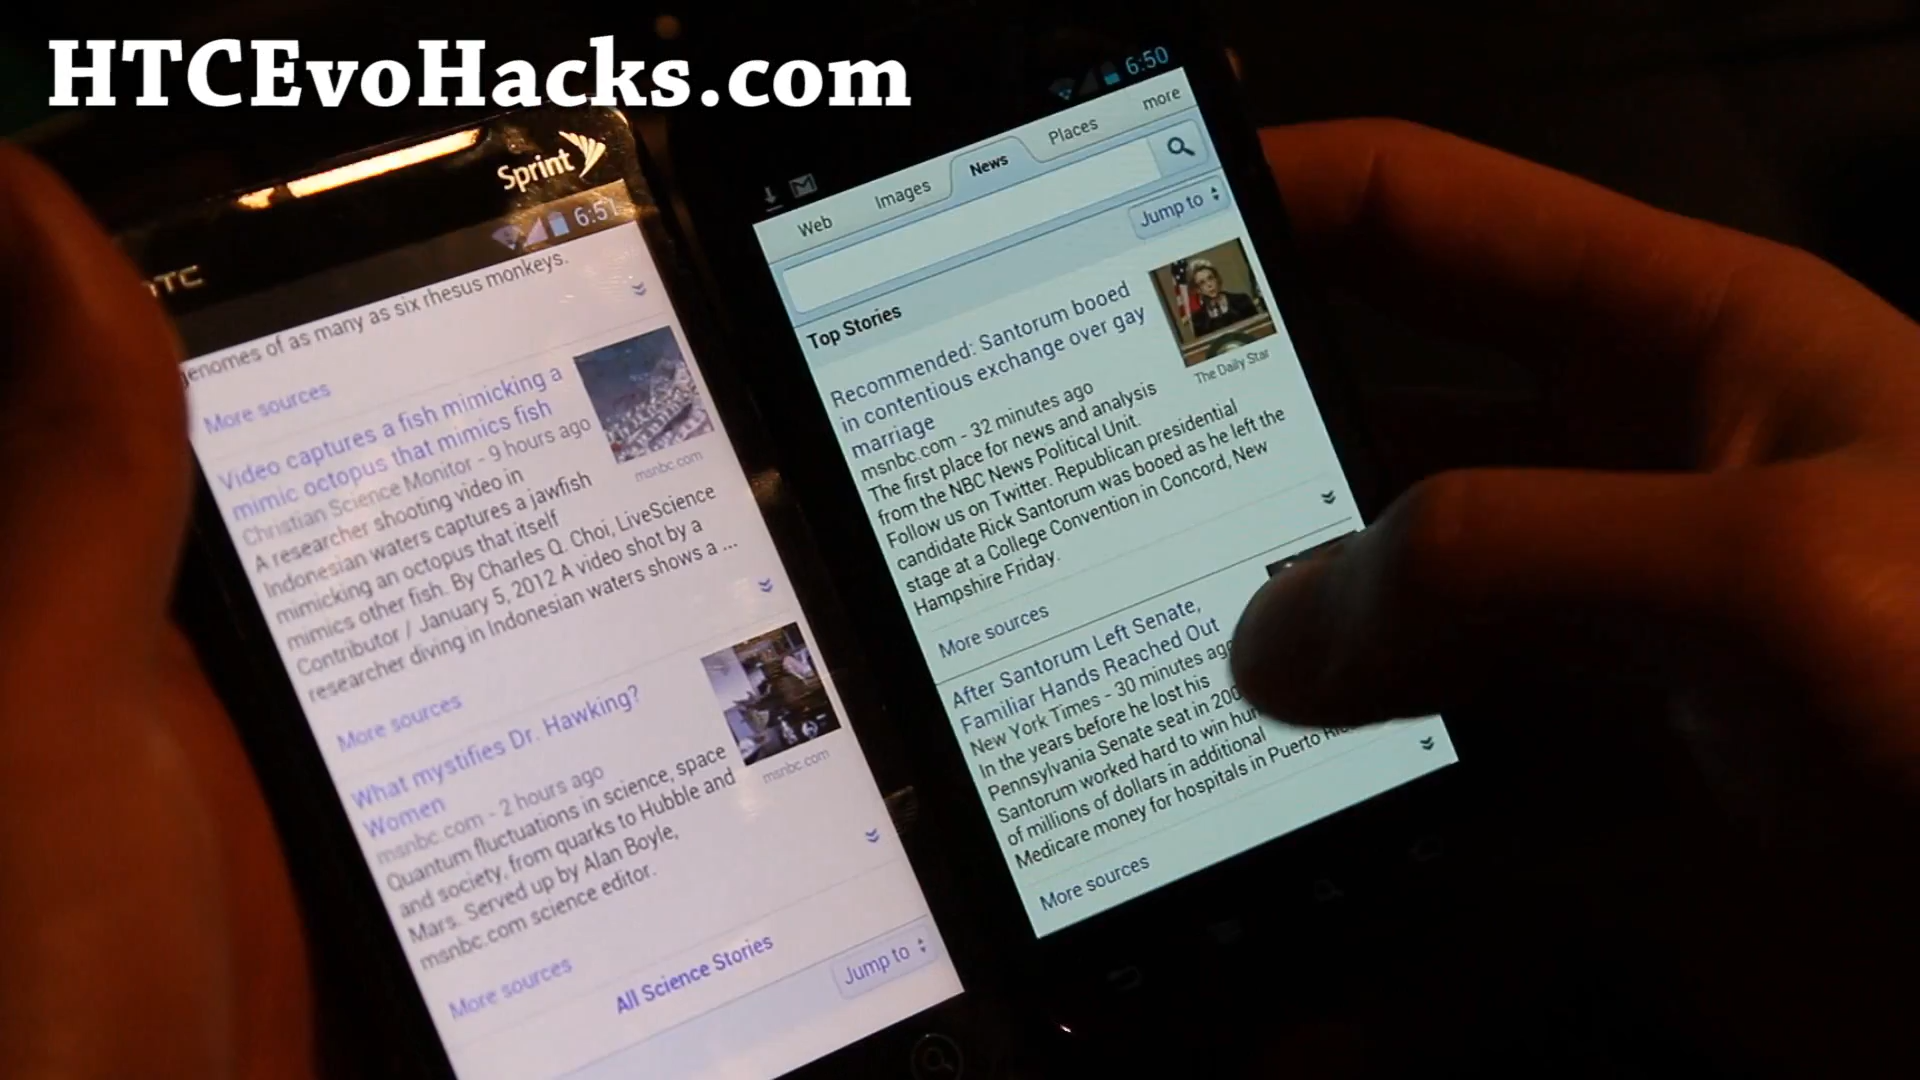 HTCEvoHacks.com
Sprint
6:51
genomes of as many as six rhesus monkeys.
More sources
Video captures a fish mimicking a
mimic octopus that mimics fish
Christian Science Monitor - 9 hours ago
A researcher shooting video in
Indonesian waters captures a jawfish
mimicking an octopus that itself
mimics other fish. By Charles Q. Choi, LiveScience
Contributor / January 5, 2012 A video shot by a
researcher diving in Indonesian waters shows a ...
msnbc.com
More sources
What mystifies Dr. Hawking?
Women
msnbc.com - 2 hours ago
Quantum fluctuations in science, space
and society, from quarks to Hubble and
Mars. Served up by Alan Boyle,
msnbc.com science editor.
msnbc.com
More sources
All Science Stories
Jump to
6:50
Web Images News Places more
Jump to
Top Stories
Recommended: Santorum booed
in contentious exchange over gay
marriage
msnbc.com - 32 minutes ago
The first place for news and analysis
from the NBC News Political Unit.
Follow us on Twitter. Republican presidential
candidate Rick Santorum was booed as he left the
stage at a College Convention in Concord, New
Hampshire Friday.
The Daily Star
More sources
After Santorum Left Senate,
Familiar Hands Reached Out
New York Times - 30 minutes ago
In the years before he lost his
Pennsylvania Senate seat in
Santorum worked hard to win
of millions of dollars in additional
Medicare money for hospitals in Puerto
More sources